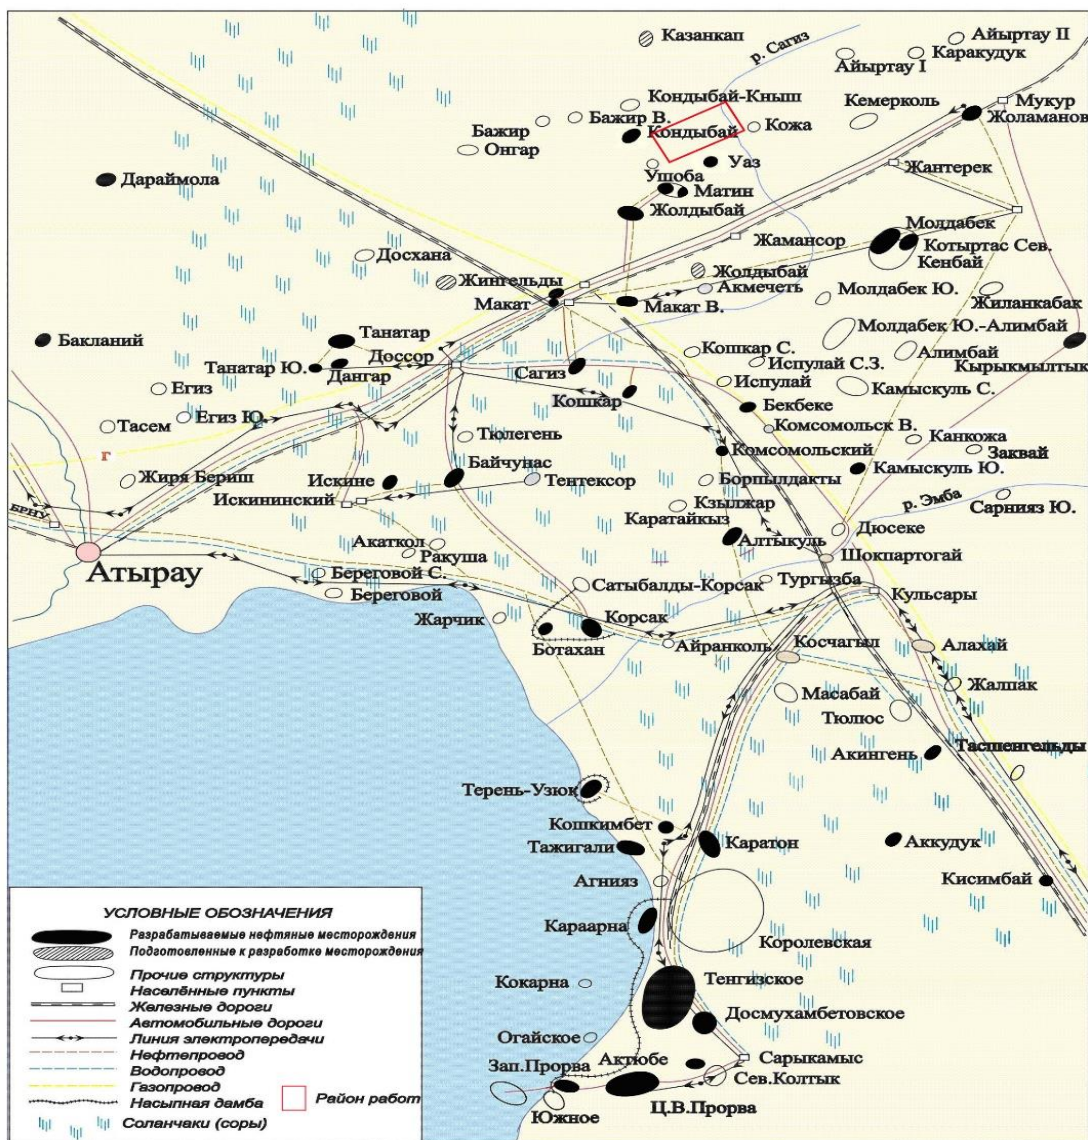 Казанкап
р. Сагиз
Айыртау II
Каракудук
Айыртау I
Кондыбай-Кныш
Кемерколь
Мукур
Жоламанов
Бажир В.
Бажир
Кондыбай
Кожа
Онгар
Уаз
Ушоба
Жантерек
Дараймола
Матин
Жолдыбай
Молдабек
Жамансор
Котыртас Сев.
Кенбай
Досхана
Жолдыбай
Жингельды
Акмечеть
Молдабек Ю.
Жиланкабак
Макат
Макат В.
Молдабек Ю.-Алимбай
Бакланий
Танатар
Доссор
Кошкар С.
Алимбай
Испулай С.З.
Кырыкмылтык
Танатар Ю.
Дангар
Сагиз
Испулай
Камыскуль С.
Егиз
Кошкар
Бекбеке
Егиз Ю.
Тасем
Комсомольск В.
Канкожа
Тюлегень
Заквай
г
Комсомольский
Байчунас
Камыскуль Ю.
Жиря Бериш
Искине
Тентексор
Борпылдакты
Искининский
Кзылжар
р. Эмба
Сарнияз Ю.
БРНУ
Каратайкыз
Дюсеке
Акаткол
Алтыкуль
Ракуша
Шокпартогай
Атырау
Береговой С.
Сатыбалды-Корсак
Тургызба
Береговой
Кульсары
Жарчик
Корсак
Ботахан
Айранколь
Косчагыл
Алахай
Масабай
Жалпак
Тюлюс
Акингень
Тасшенгельды
Терень-Узюк
Кошкимбет
Тажигали
Каратон
Аккудук
Агнияз
Кисимбай
Караарна
Королевская
Кокарна
Тенгизское
Досмухамбетовское
Огайское
Актюбе
Сарыкамыс
Зап.Прорва
Сев.Колтык
Южное
Ц.В.Прорва
УСЛОВНЫЕ ОБОЗНАЧЕНИЯ
Разрабатываемые нефтяные месторождения
Подготовленные к разработке месторождения
Прочие структуры
Населённые пункты
Железные дороги
Автомобильные дороги
Линия электропередачи
Нефтепровод
Водопровод
Газопровод
Насыпная дамба
Район работ
Соланчаки (соры)